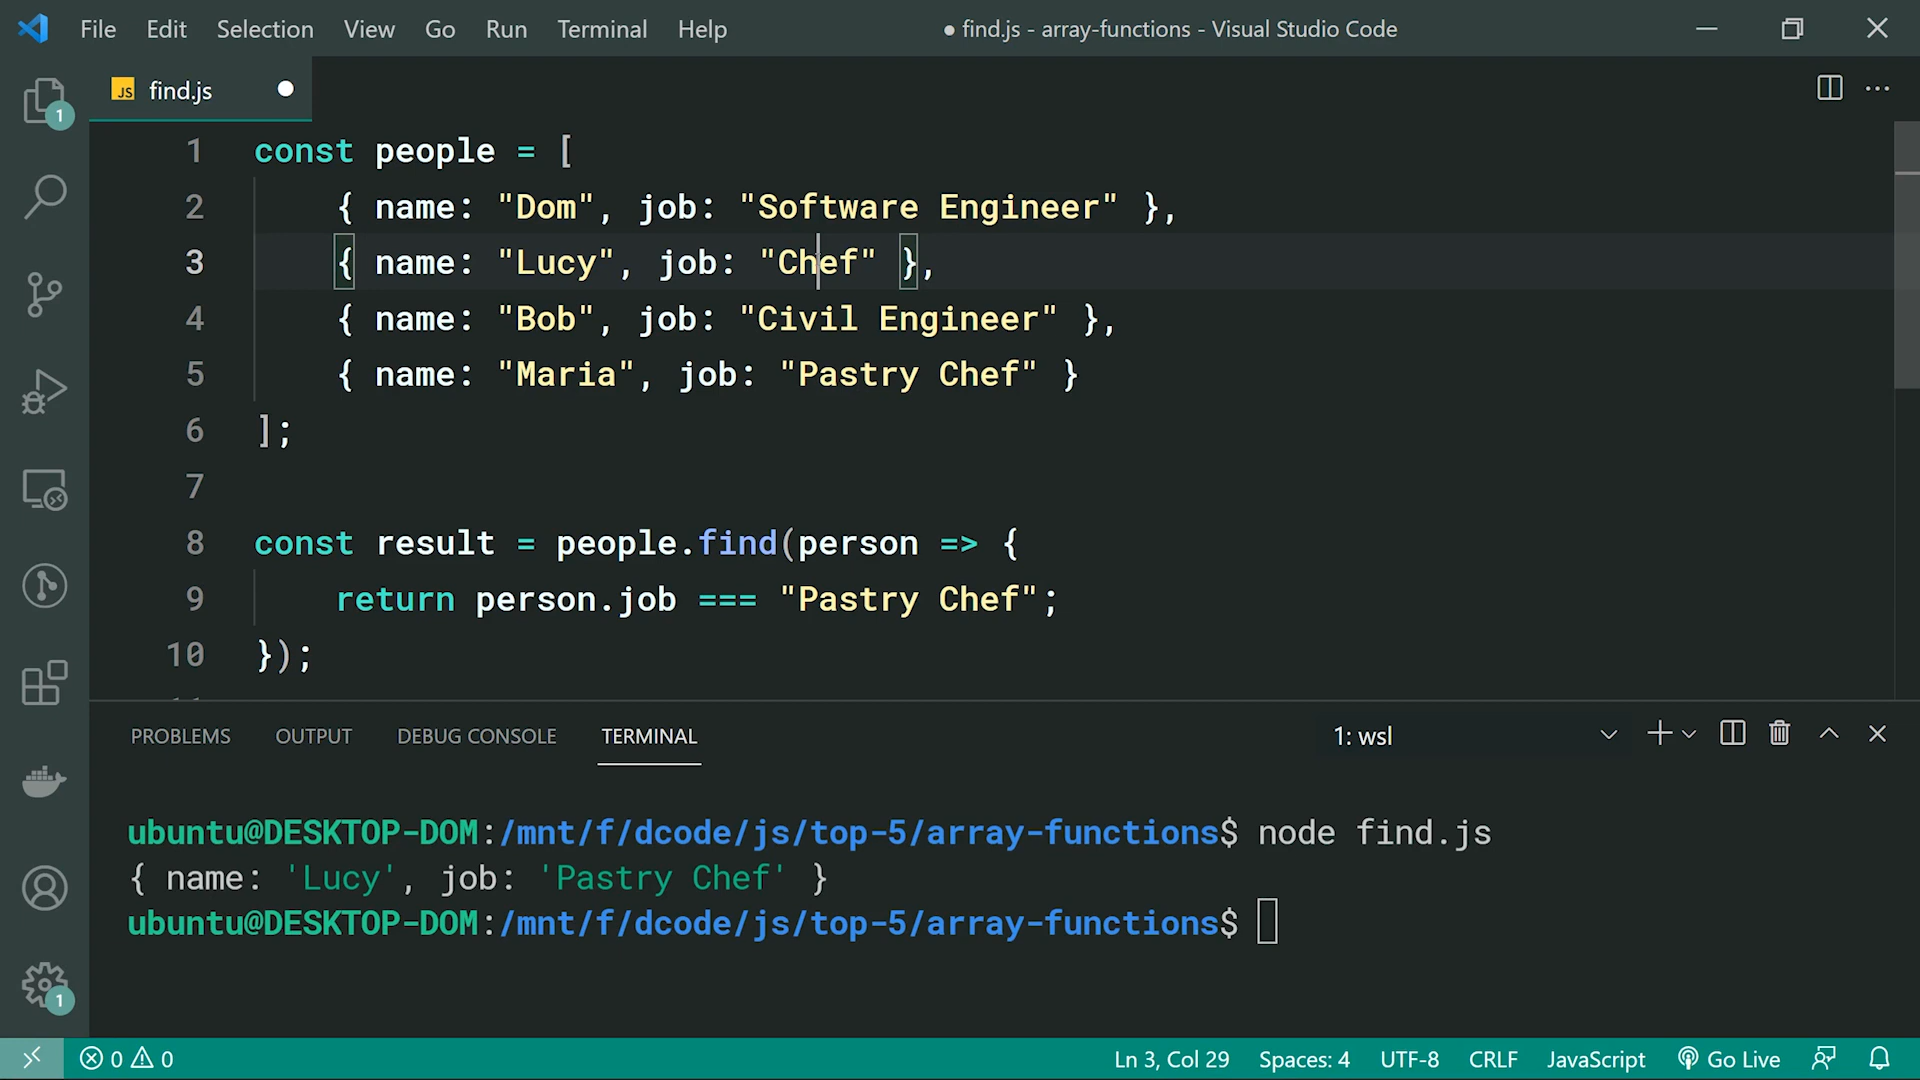 File Edit Selection View Go Run Terminal Help ● find.js - array-functions - Visual Studio Code
JS find.js
1 const people = [
2 { name: "Dom", job: "Software Engineer" },
3 { name: "Lucy", job: "Chef" },
4 { name: "Bob", job: "Civil Engineer" },
5 { name: "Maria", job: "Pastry Chef" }
6 ];
7
8 const result = people.find(person => {
9 return person.job === "Pastry Chef";
10 });
PROBLEMS OUTPUT DEBUG CONSOLE TERMINAL 1: wsl
ubuntu@DESKTOP-DOM:/mnt/f/dcode/js/top-5/array-functions$ node find.js
{ name: 'Lucy', job: 'Pastry Chef' }
ubuntu@DESKTOP-DOM:/mnt/f/dcode/js/top-5/array-functions$
1
1
0 0 Ln 3, Col 29 Spaces: 4 UTF-8 CRLF JavaScript Go Live